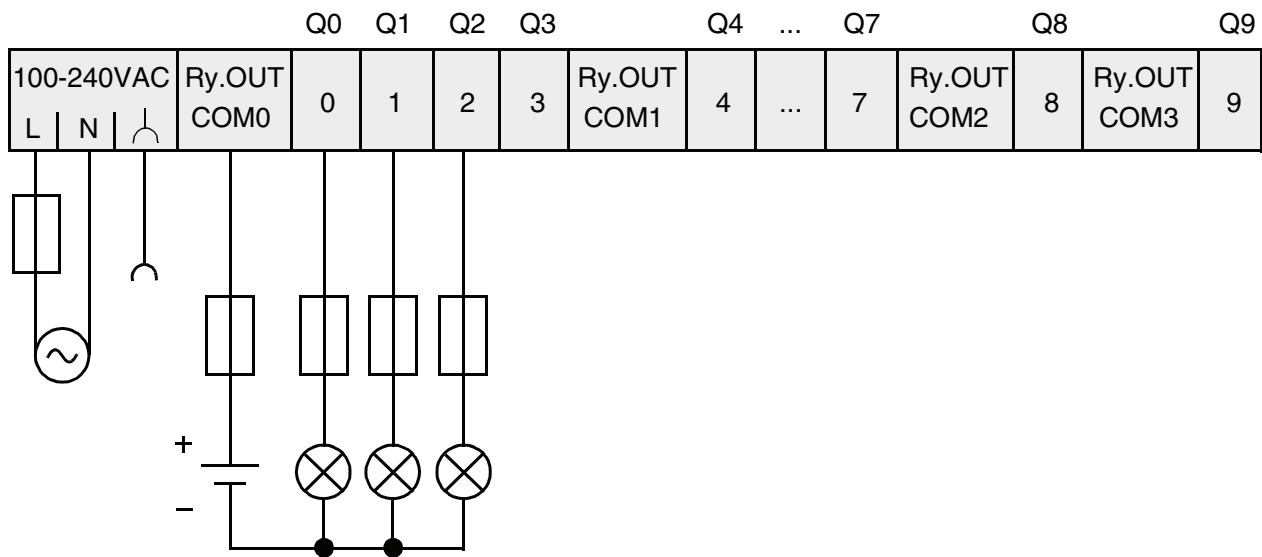 Q0 Q1 Q2 Q3 Q4 ... Q7 Q8 Q9
100-240VAC Ry.OUT Ry.OUT Ry.OUT Ry.OUT
L N COM0 0 1 2 3 COM1 4 ... 7 COM2 8 COM3 9
+
–